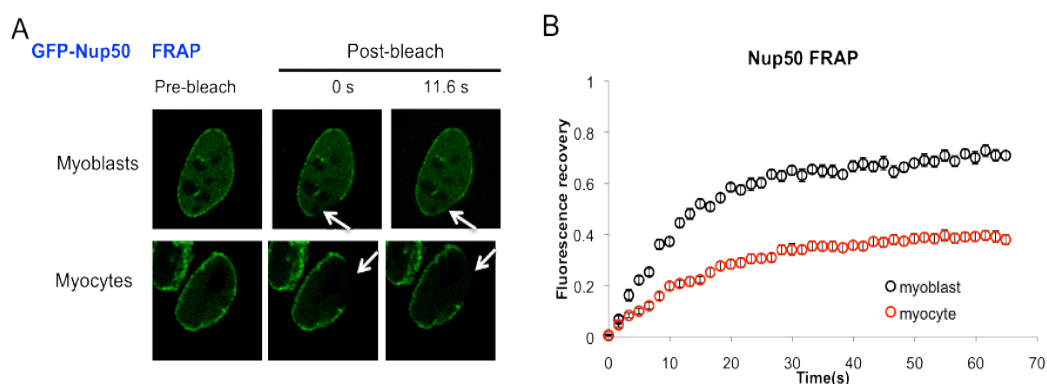 A
GFP-Nup50 FRAP
Post-bleach
Pre-bleach 0 s 11.6 s
Myoblasts
Myocytes
B
Nup50 FRAP
Fluorescence recovery
1
0.8
0.6
0.4
0.2
0
0 10 20 30 40 50 60 70
Time(s)
myoblast
myocyte